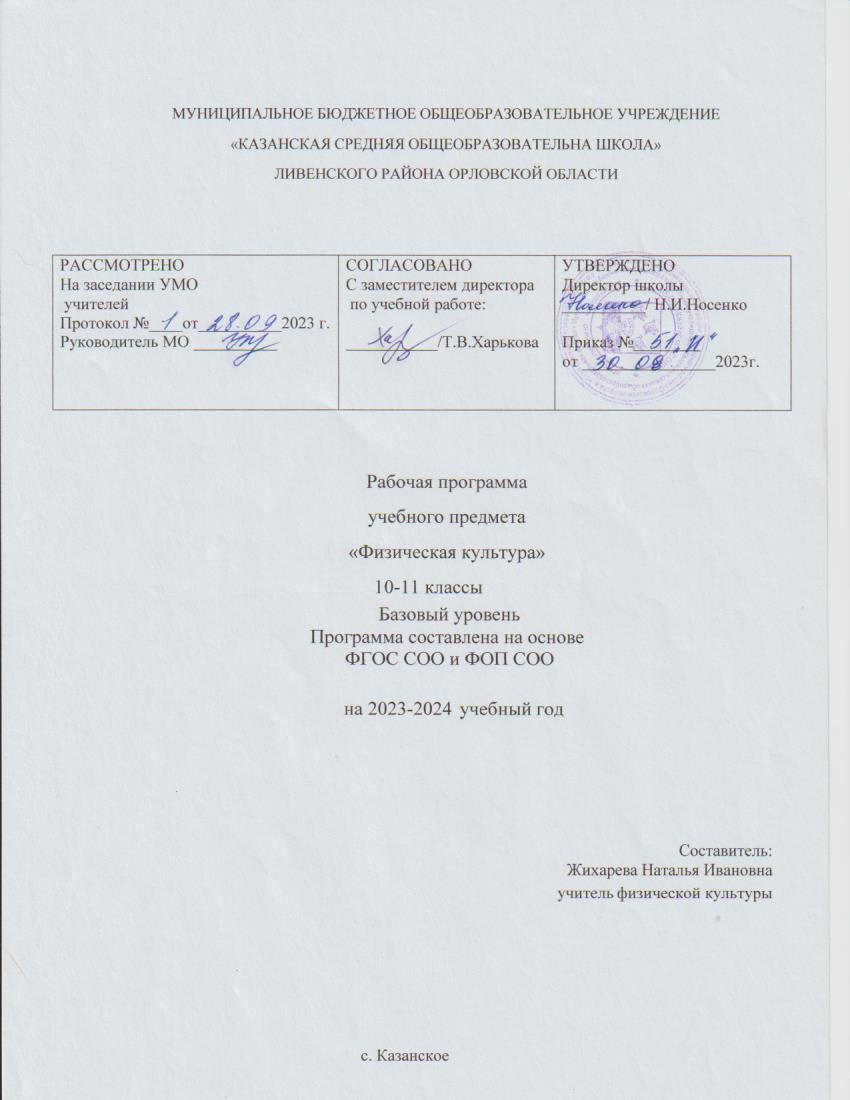 МУНИЦИПАЛЬНОЕ БЮДЖЕТНОЕ ОБЩЕОБРАЗОВАТЕЛЬНОЕ УЧРЕЖДЕНИЕ
«КАЗАНСКАЯ СРЕДНЯЯ ОБЩЕОБРАЗОВАТЕЛЬНА ШКОЛА»
ЛИВЕНСКОГО РАЙОНА ОРЛОВСКОЙ ОБЛАСТИ
РАССМОТРЕНО
На заседании УМО
учителей
Протокол № 1 от 28.09 2023 г.
Руководитель МО
СОГЛАСОВАНО
С заместителем директора
по учебной работе:
/Т.В.Харькова
УТВЕРЖДЕНО
Директор школы
/ Н.И.Носенко
Приказ № 51
от 30. 2023г.
Рабочая программа
учебного предмета
«Физическая культура»
10-11 классы
Базовый уровень
Программа составлена на основе
ФГОС СОО и ФОП СОО
на 2023-2024 учебный год
Составитель:
Жихарева Наталья Ивановна
учитель физической культуры
с. Казанское